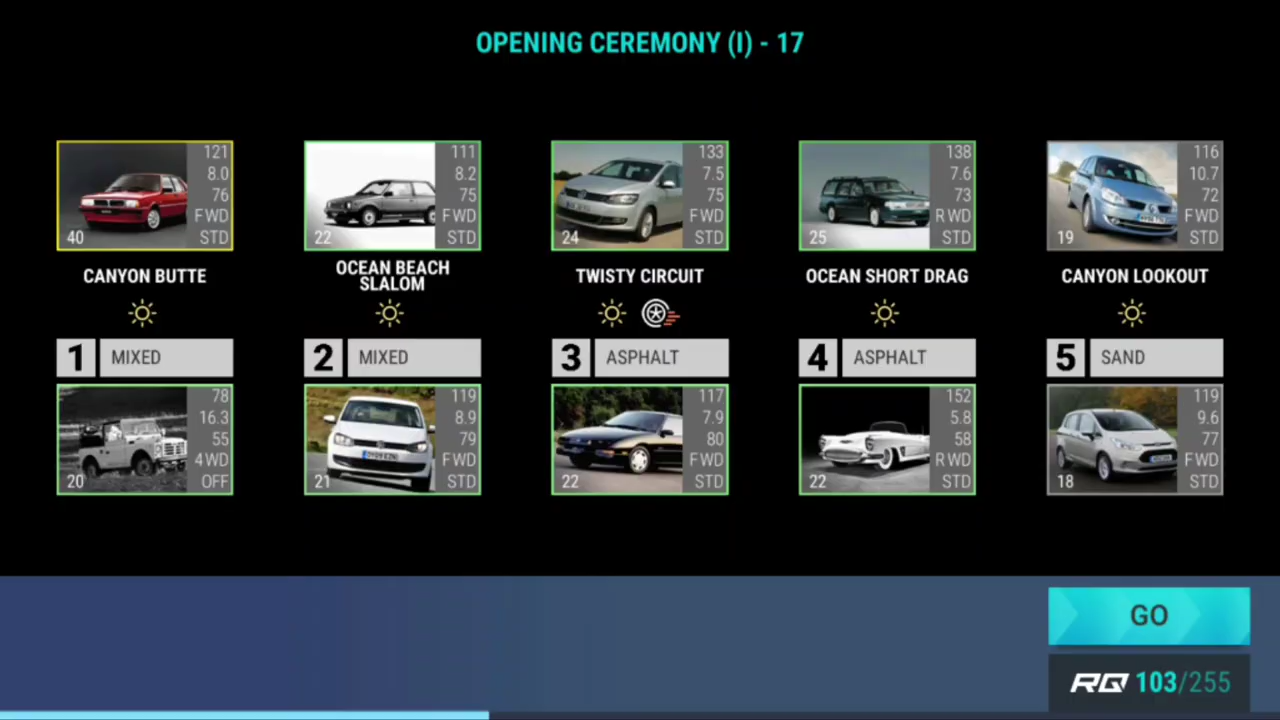 OPENING CEREMONY (I) - 17
121
8.0
76
FWD
40 STD
111
8.2
75
FWD
22 STD
133
7.5
75
FWD
24 STD
138
7.6
73
RWD
25 STD
116
10.7
72
FWD
19 STD
CANYON BUTTE
OCEAN BEACH
SLALOM
TWISTY CIRCUIT
OCEAN SHORT DRAG
CANYON LOOKOUT
1 MIXED
2 MIXED
3 ASPHALT
4 ASPHALT
5 SAND
78
16.3
55
4WD
20 OFF
119
8.9
79
FWD
21 STD
117
7.9
80
FWD
22 STD
152
5.8
58
RWD
22 STD
119
9.6
77
FWD
18 STD
GO
RQ 103/255